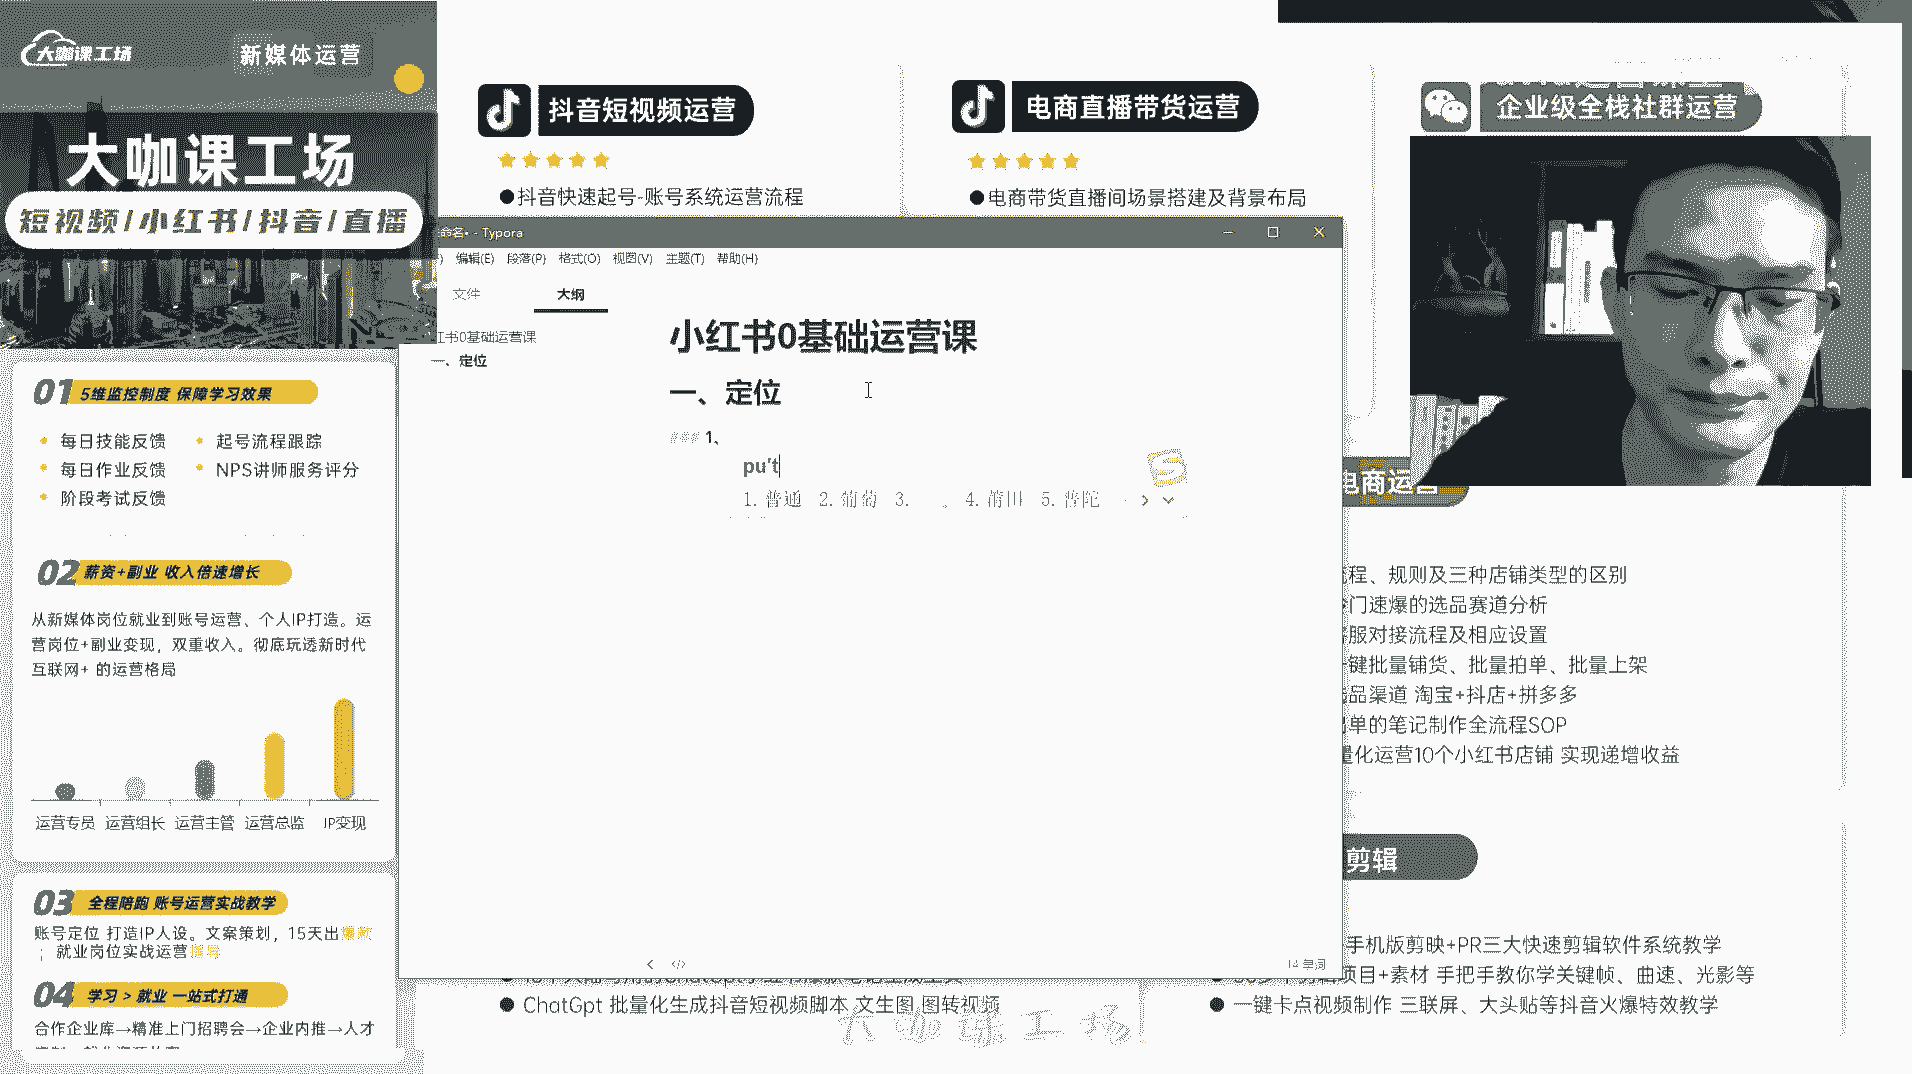 大咖课工场
新媒体运营
大咖课工场
短视频/小红书/抖音/直播
01 5维监控制度 保障学习效果
每日技能反馈
起号流程跟踪
每日作业反馈
NPS讲师服务评分
阶段考试反馈
02 薪资+副业 收入倍速增长
从新媒体岗位就业到账号运营、个人IP打造。运
营岗位+副业变现，双重收入。彻底玩透新时代
互联网+ 的运营格局
运营专员 运营组长 运营主管 运营总监 IP变现
03 全程陪跑 账号运营实战教学
账号定位 打造IP人设。文案策划，15天出爆款
；就业岗位实战运营指导
04 学习 > 就业 一站式打通
合作企业库→精准上门招聘会→企业内推→人才
抖音短视频运营
●抖音快速起号-账号系统运营流程
电商直播带货运营
●电商带货直播间场景搭建及背景布局
企业级全栈社群运营
命名• - Typora
编辑(E) 段落(P) 格式(O) 视图(V) 主题(T) 帮助(H)
文件
大纲
书0基础运营课
一、定位
小红书0基础运营课
一、定位
### 1、
pu't
1. 普通 2. 葡萄 3. 。 4. 莆田 5. 普陀
14 单词
电商运营
程、规则及三种店铺类型的区别
门速爆的选品赛道分析
服对接流程及相应设置
键批量铺货、批量拍单、批量上架
品渠道 淘宝+抖店+拼多多
单的笔记制作全流程SOP
量化运营10个小红书店铺 实现递增收益
剪辑
手机版剪映+PR三大快速剪辑软件系统教学
项目+素材 手把手教你学关键帧、曲速、光影等
● 一键卡点视频制作 三联屏、大头贴等抖音火爆特效教学
● ChatGpt 批量化生成抖音短视频脚本 文生图 图转视频
大咖课工场